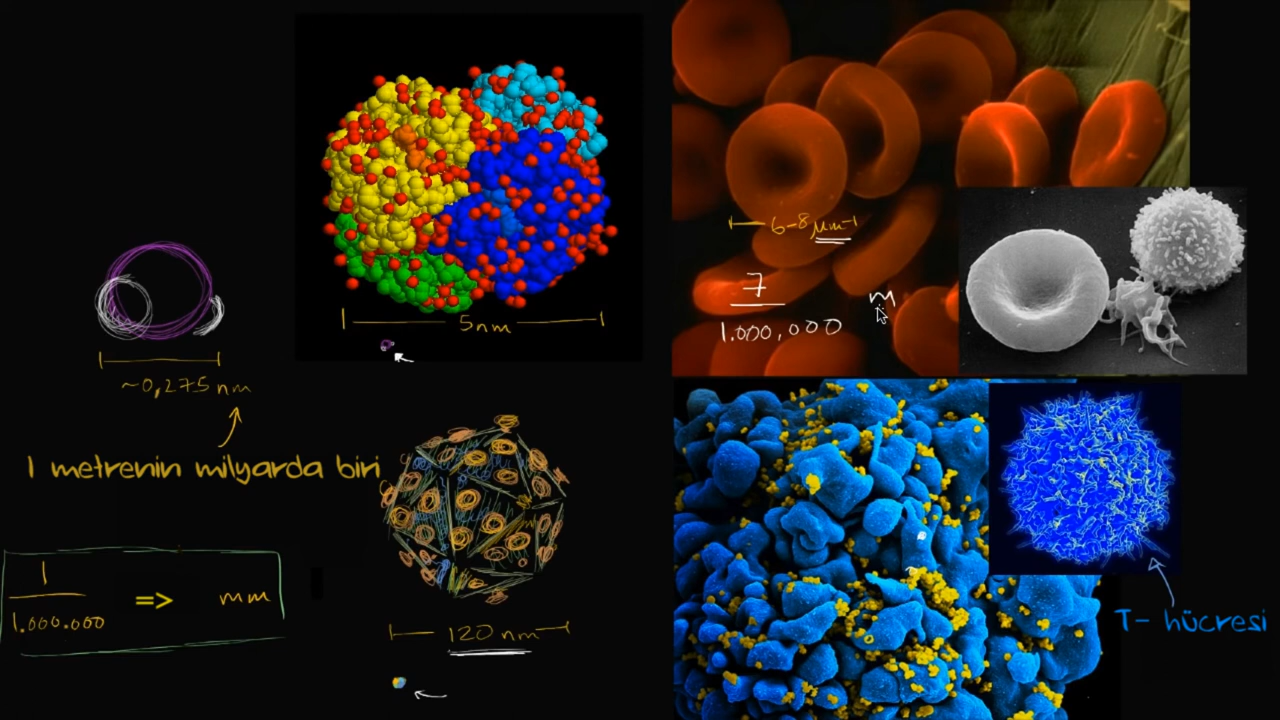 ~0,275 nm
1 metrenin milyarda biri
1
1.000.000
=> mm
5nm
120 nm
6-8 μm
7
1.000,000
m
T- hücresi